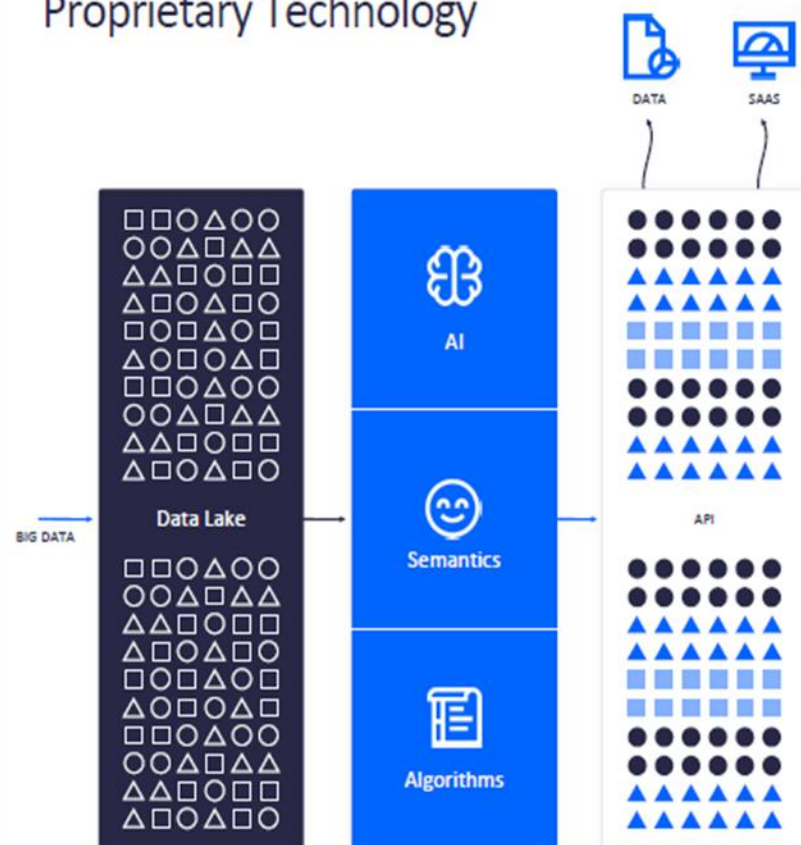 Proprietary Technology
DATA
SAAS
AI
BIG DATA
Data Lake
Semantics
API
Algorithms